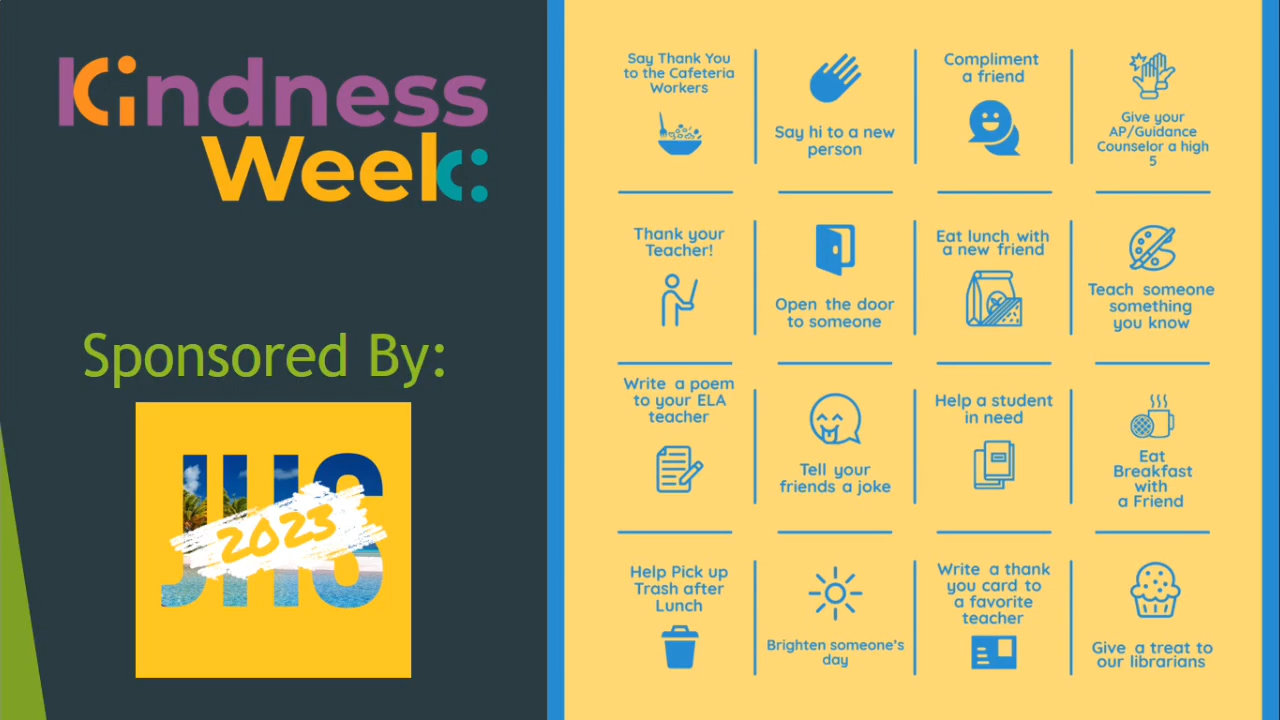 Kindness
Week:
Sponsored By:
JHS
2023
Say Thank You
to the Cafeteria
Workers
Say hi to a new
person
Compliment
a friend
Give your
AP/Guidance
Counselor a high
5
Thank your
Teacher!
Open the door
to someone
Eat lunch with
a new friend
Teach someone
something
you know
Write a poem
to your ELA
teacher
Tell your
friends a joke
Help a student
in need
Eat
Breakfast
with
a Friend
Help Pick up
Trash after
Lunch
Brighten someone's
day
Write a thank
you card to
a favorite
teacher
Give a treat to
our librarians